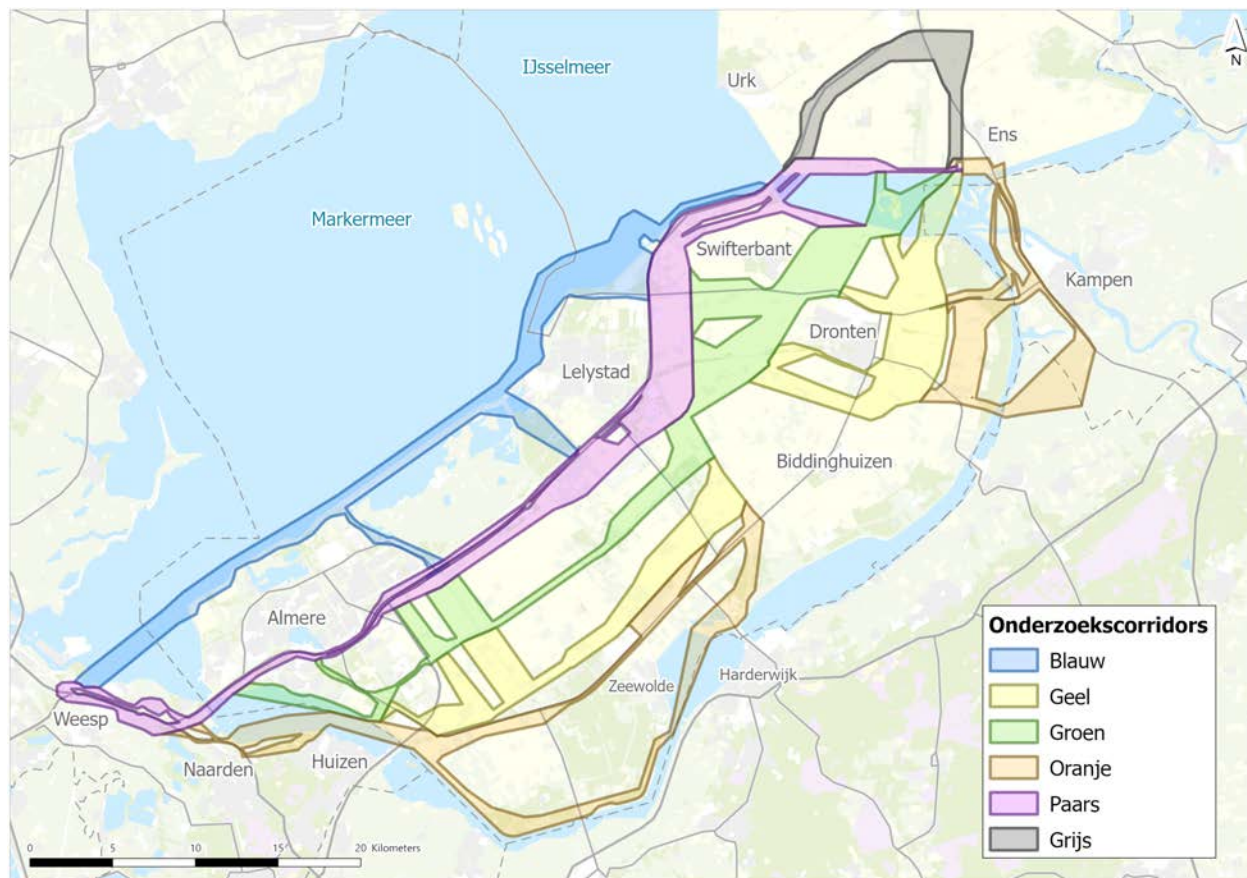 IJsselmeer
Urk
N
Ens
Markermeer
Swifterbant
Kampen
Dronten
Lelystad
Biddinghuizen
Almere
Zeewolde
Harderwijk
Weesp
Naarden
Huizen
Onderzoekscorridors
Blauw
Geel
Groen
Oranje
Paars
Grijs
0 5 10 15 20 Kilometers